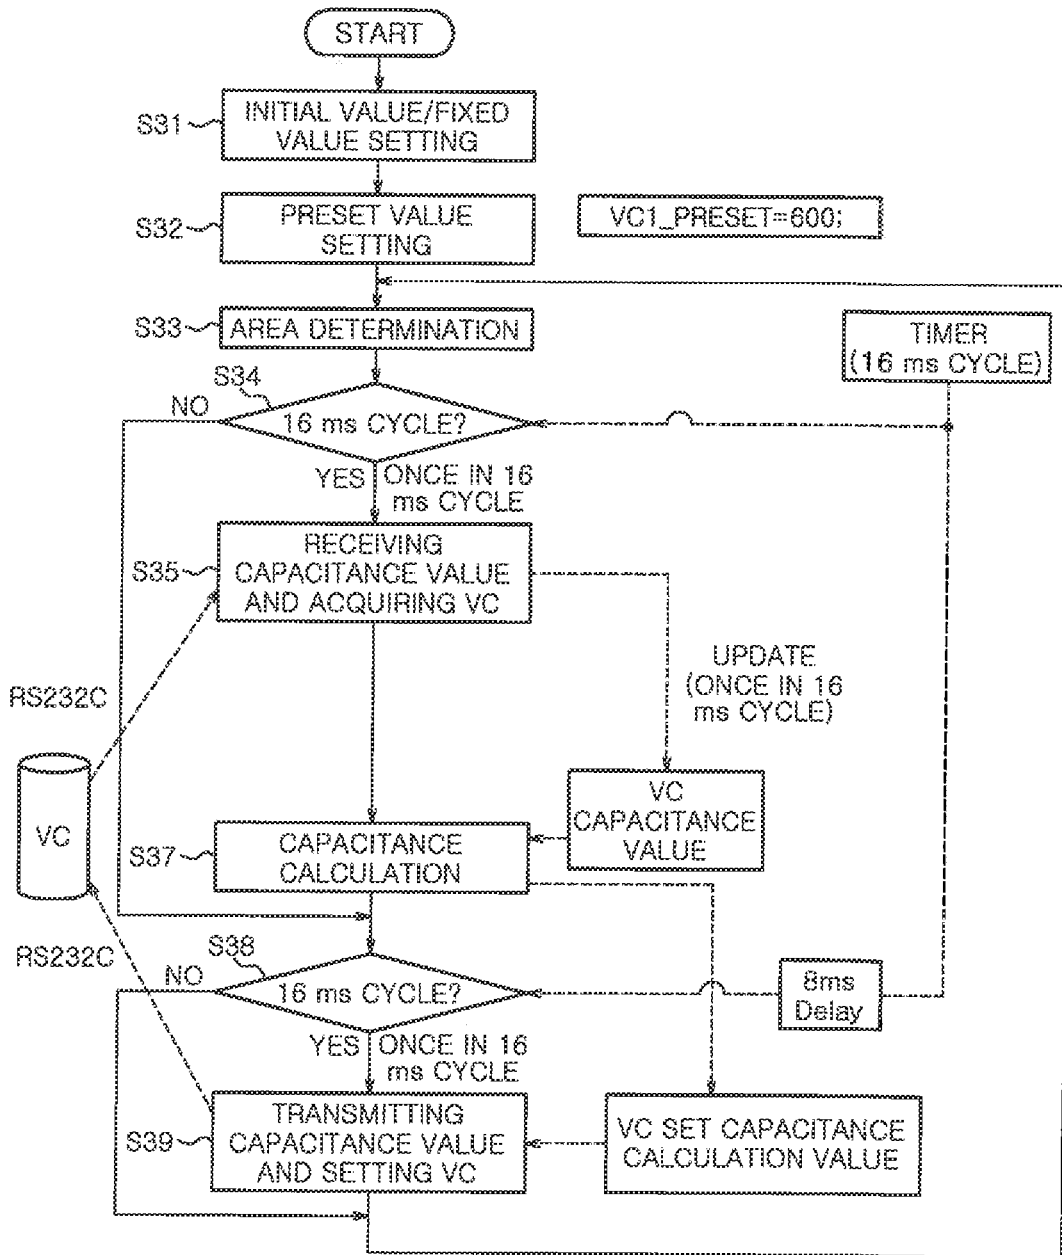 START
S31
INITIAL VALUE/FIXED
VALUE SETTING
S32
PRESET VALUE
SETTING
VC1_PRESET=600;
S33
AREA DETERMINATION
TIMER
(16 ms CYCLE)
S34
NO
16 ms CYCLE?
YES
ONCE IN 16
ms CYCLE
S35
RECEIVING
CAPACITANCE VALUE
AND ACQUIRING VC
UPDATE
(ONCE IN 16
ms CYCLE)
RS232C
VC
VC
CAPACITANCE
VALUE
S37
CAPACITANCE
CALCULATION
RS232C
S38
NO
16 ms CYCLE?
8ms
Delay
YES
ONCE IN 16
ms CYCLE
S39
TRANSMITTING
CAPACITANCE VALUE
AND SETTING VC
VC SET CAPACITANCE
CALCULATION VALUE